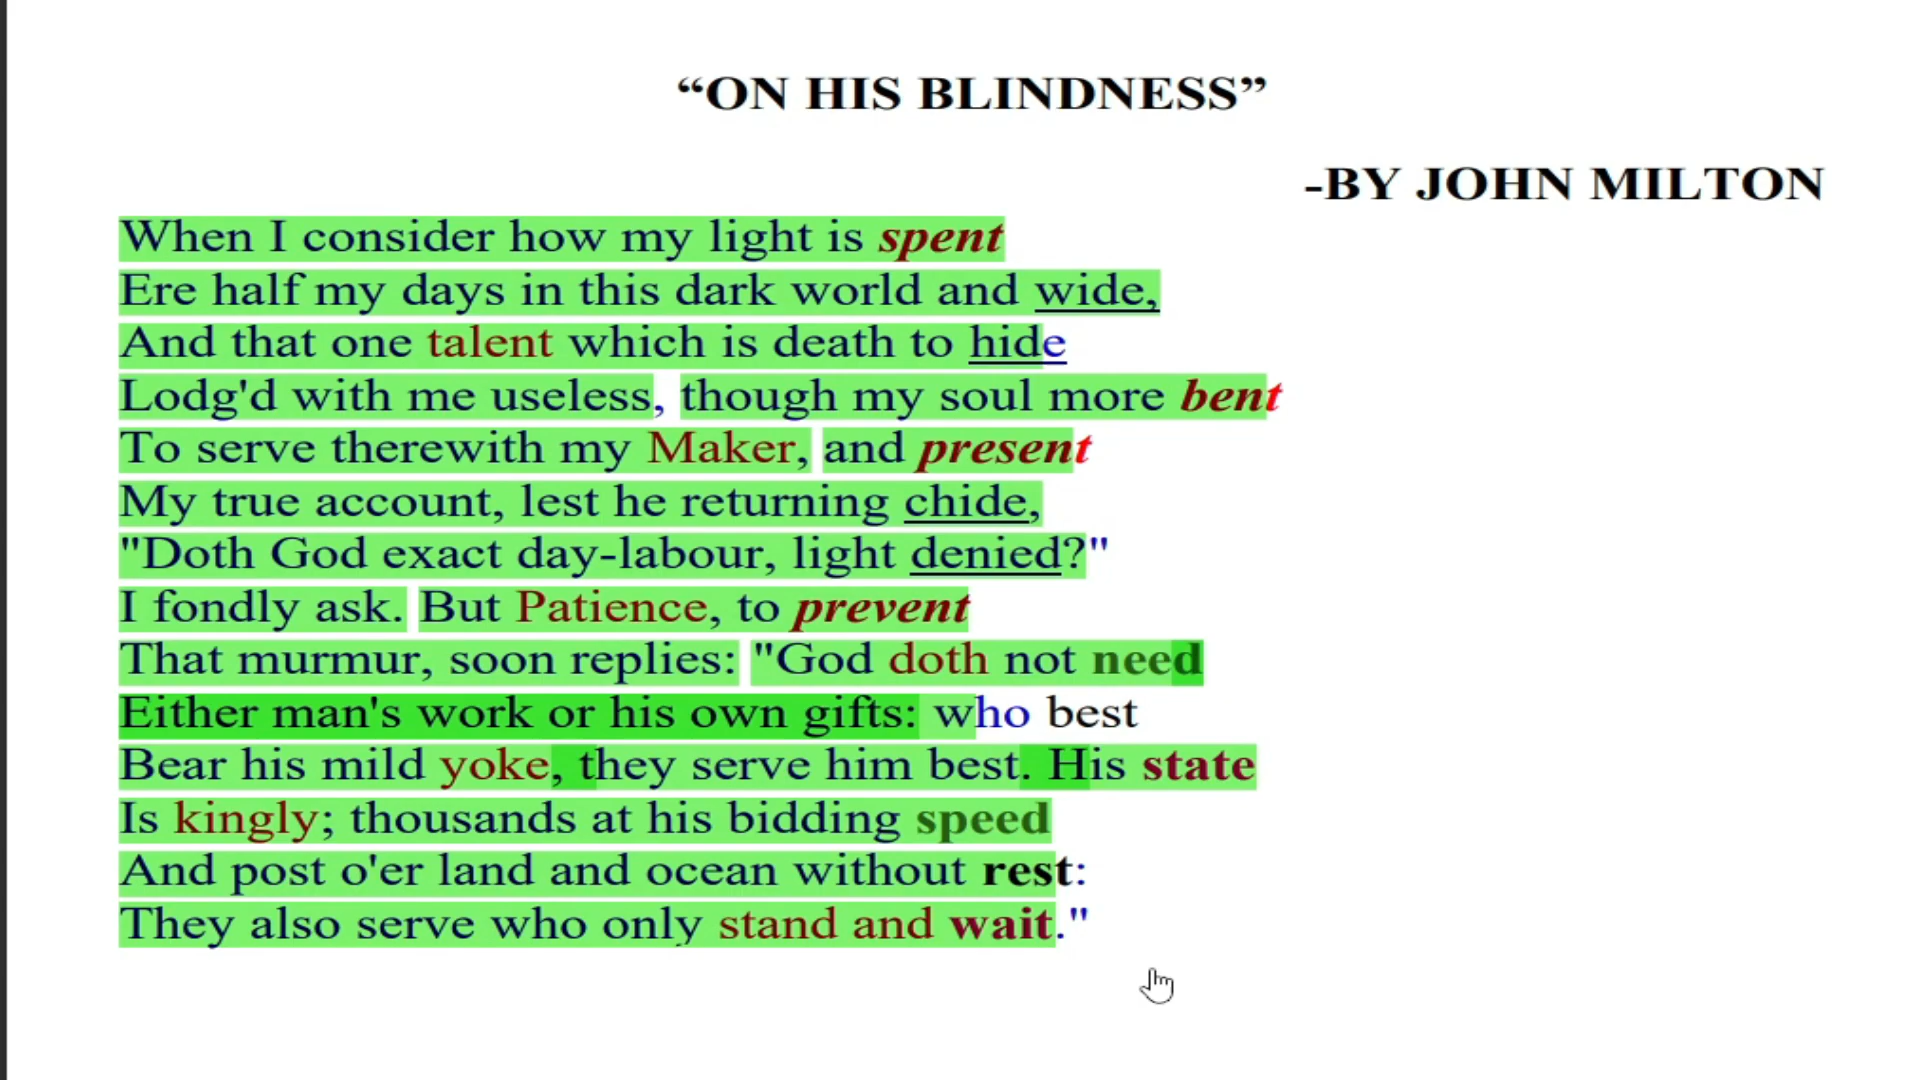 “ON HIS BLINDNESS”
-BY JOHN MILTON
When I consider how my light is spent
Ere half my days in this dark world and wide,
And that one talent which is death to hide
Lodg'd with me useless, though my soul more bent
To serve therewith my Maker, and present
My true account, lest he returning chide,
"Doth God exact day-labour, light denied?"
I fondly ask. But Patience, to prevent
That murmur, soon replies: "God doth not need
Either man's work or his own gifts: who best
Bear his mild yoke, they serve him best. His state
Is kingly; thousands at his bidding speed
And post o'er land and ocean without rest:
They also serve who only stand and wait."